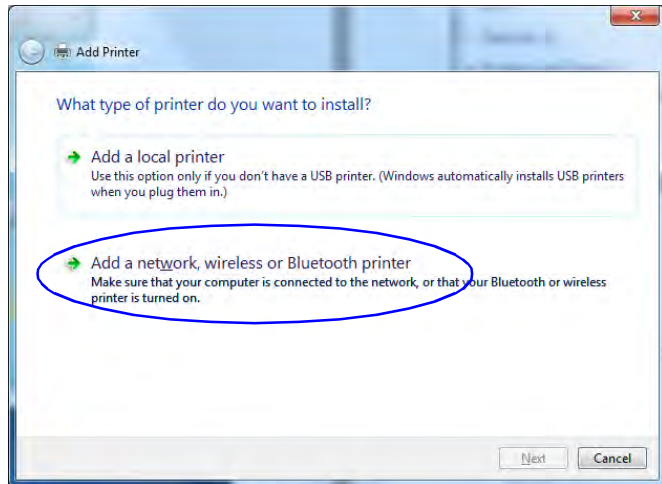 Add Printer
What type of printer do you want to install?
Add a local printer
Use this option only if you don't have a USB printer. (Windows automatically installs USB printers
when you plug them in.)
Add a network, wireless or Bluetooth printer
Make sure that your computer is connected to the network, or that your Bluetooth or wireless
printer is turned on.
Next
Cancel